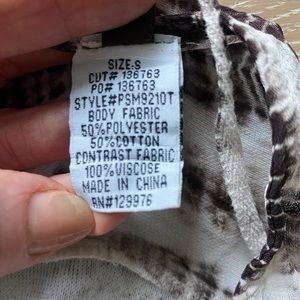 SIZE:S
CUT# 136763
PO# 136763
STYLE#PSM9210T
BODY FABRIC
50%POLYESTER
50%COTTON
CONTRAST FABRIC
100%VISCOSE
MADE IN CHINA
RN#129976